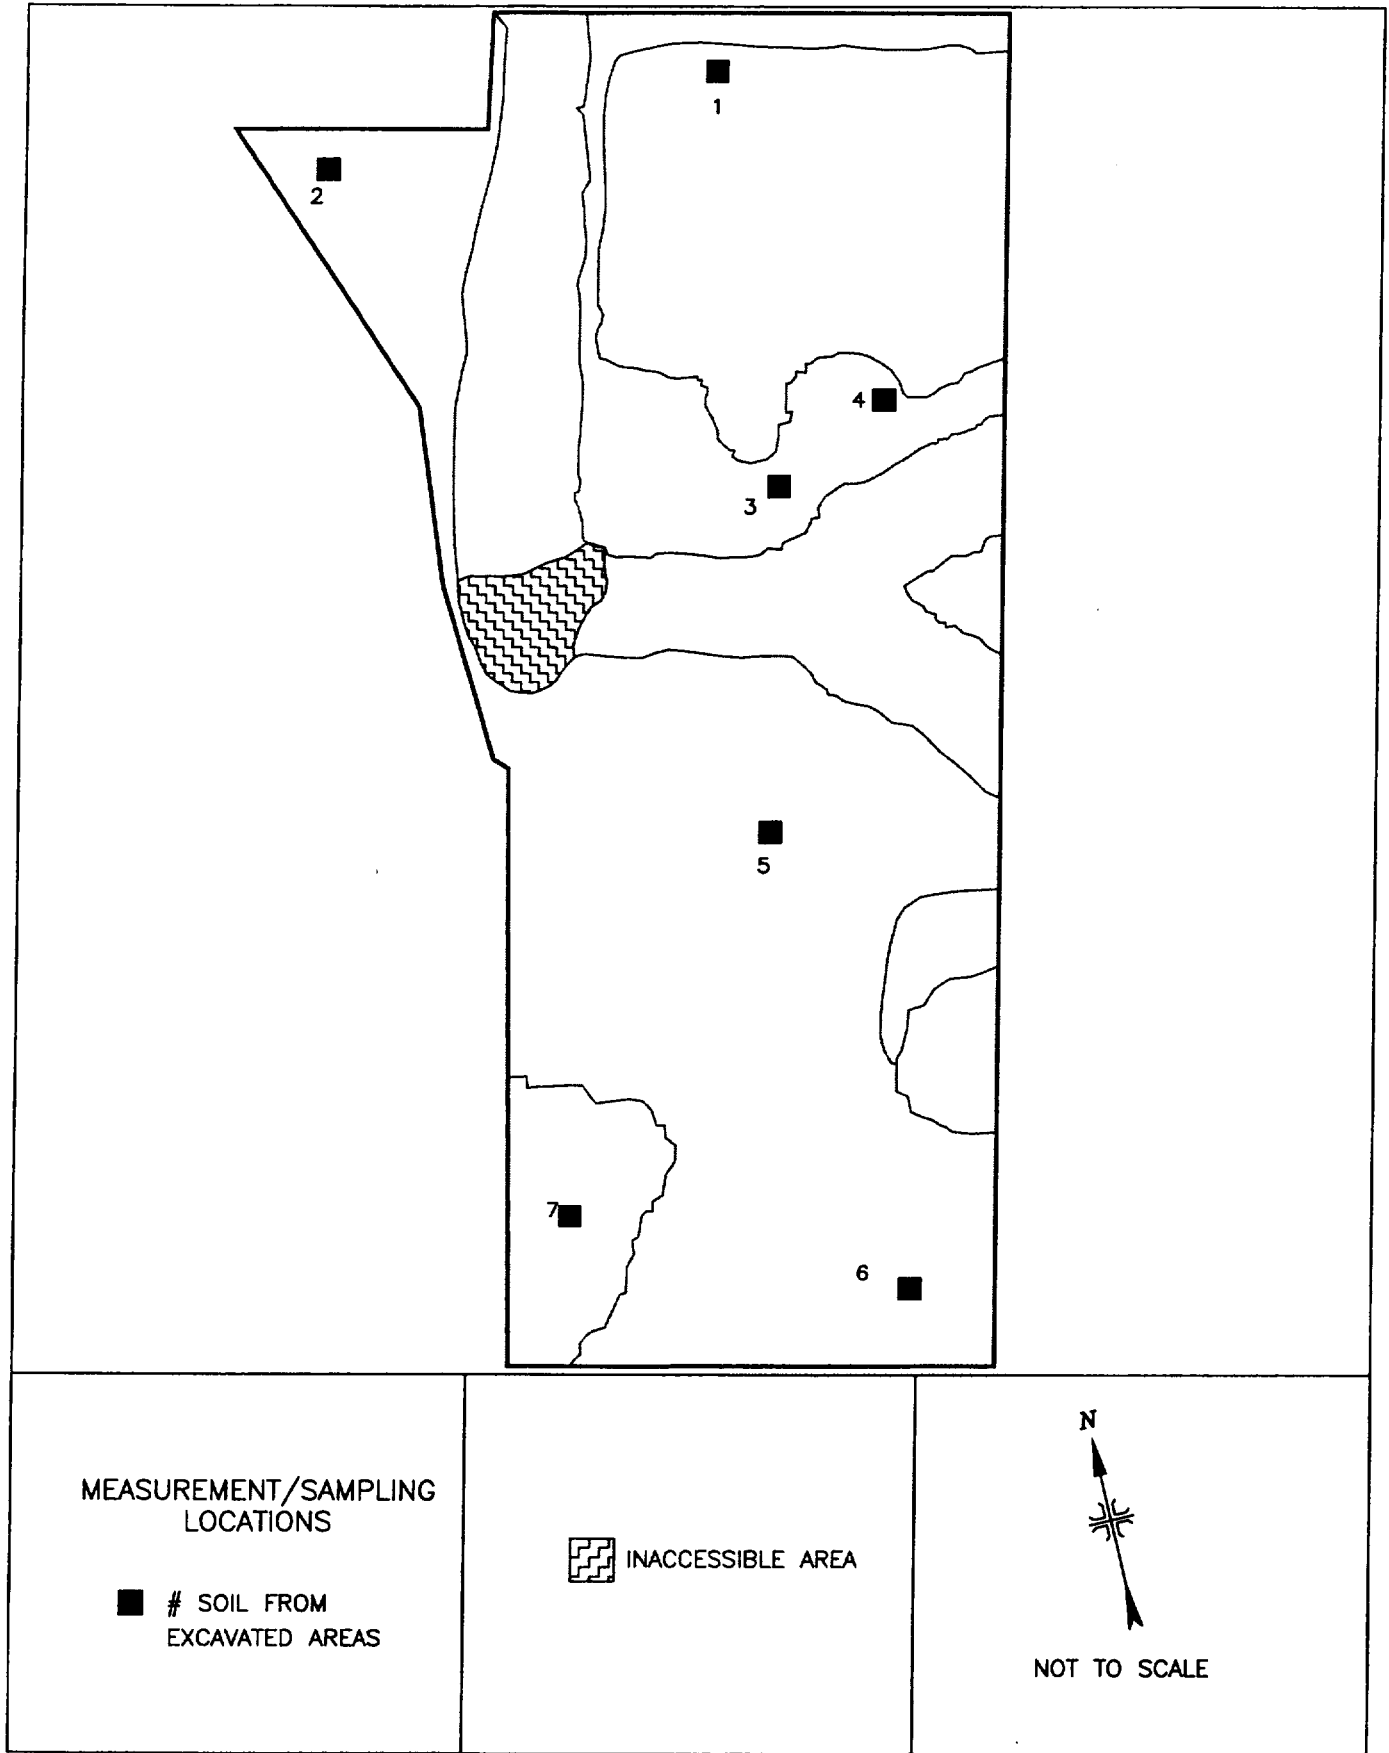 1
2
4
3
5
7
6
MEASUREMENT/SAMPLING
LOCATIONS
# SOIL FROM
EXCAVATED AREAS
INACCESSIBLE AREA
N
NOT TO SCALE